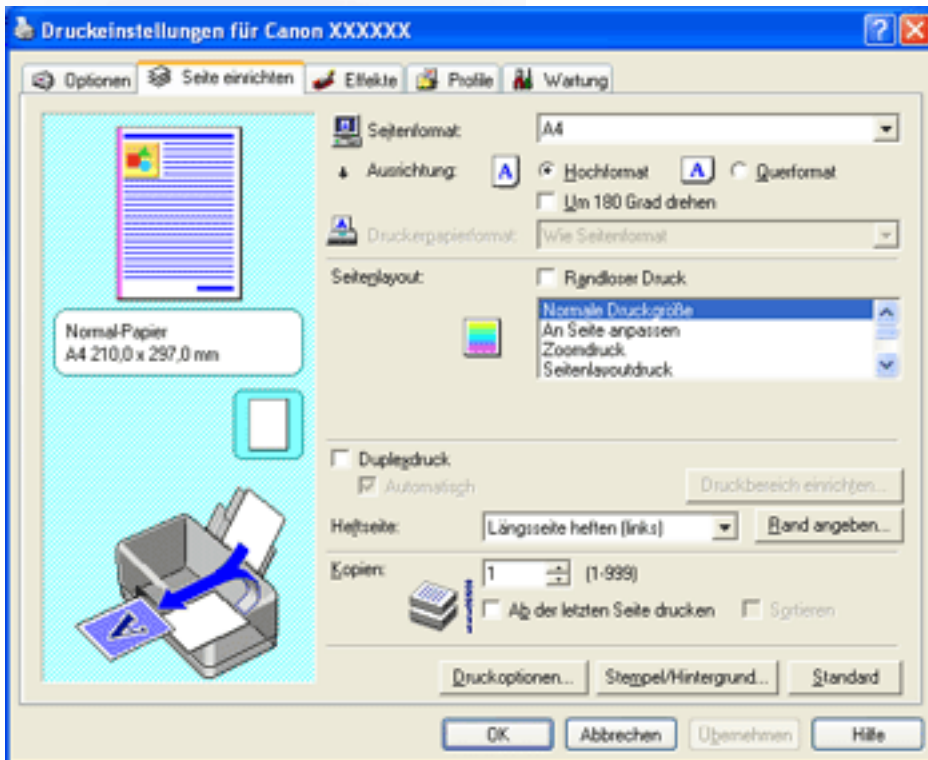 Druckeinstellungen für Canon XXXXXX
Optionen Seite einrichten Effekte Profile Wartung
Seitenformat: A4
Ausrichtung: A Hochformat A Querformat
Um 180 Grad drehen
Druckerpapierformat: Wie Seitenformat
Seitenlayout: Randloser Druck
Normale Druckgröße
An Seite anpassen
Zoomdruck
Seitenlayoutdruck
Normal-Papier
A4 210,0 x 297,0 mm
Duplexdruck
Automatisch Druckbereich einrichten...
Heftseite: Längsseite heften (links) Rand angeben...
Kopien: 1 (1-999)
Ab der letzten Seite drucken Sortieren
Druckoptionen... Stempel/Hintergrund... Standard
OK Abbrechen Übernehmen Hilfe